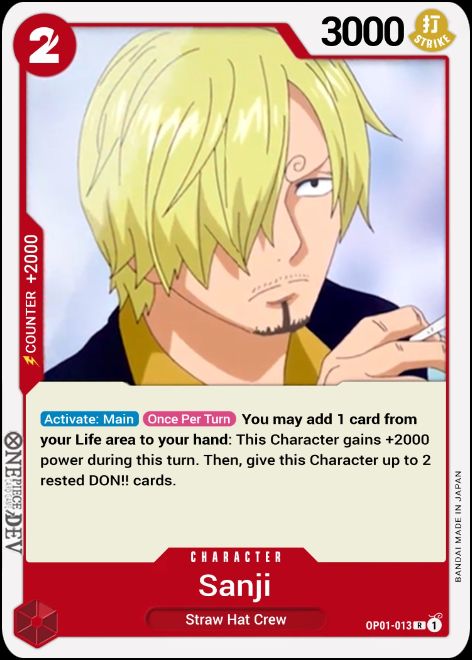 2
3000
打
STRIKE
COUNTER +2000
Activate: Main Once Per Turn You may add 1 card from
your Life area to your hand: This Character gains +2000
power during this turn. Then, give this Character up to 2
rested DON!! cards.
ONE PIECE
CARD GAME
.DEV
BANDAI MADE IN JAPAN
CHARACTER
Sanji
Straw Hat Crew
OP01-013 R 1